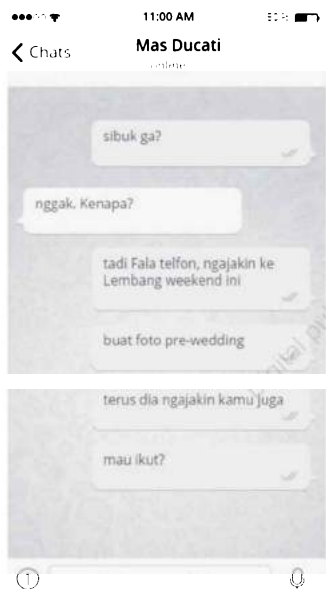 11:00 AM
Chats
Mas Ducati
online
sibuk ga?
nggak. Kenapa?
tadi Fala telfon, ngajakin ke
Lembang weekend ini
buat foto pre-wedding
terus dia ngajakin kamu juga
mau ikut?